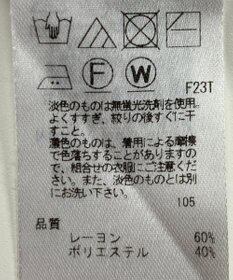 F
W
F23T
淡色のものは無蛍光洗剤を使用。
よくすすぎ、絞りの後すぐに干
すこと。
濃色のものは、着用による摩擦
で色落ちすることがありますの
で、組合せの衣服にご注意くださ
い。また、淡色のものとは別
にお洗い下さい。
105
品質
レーヨン 60%
ポリエステル 40%